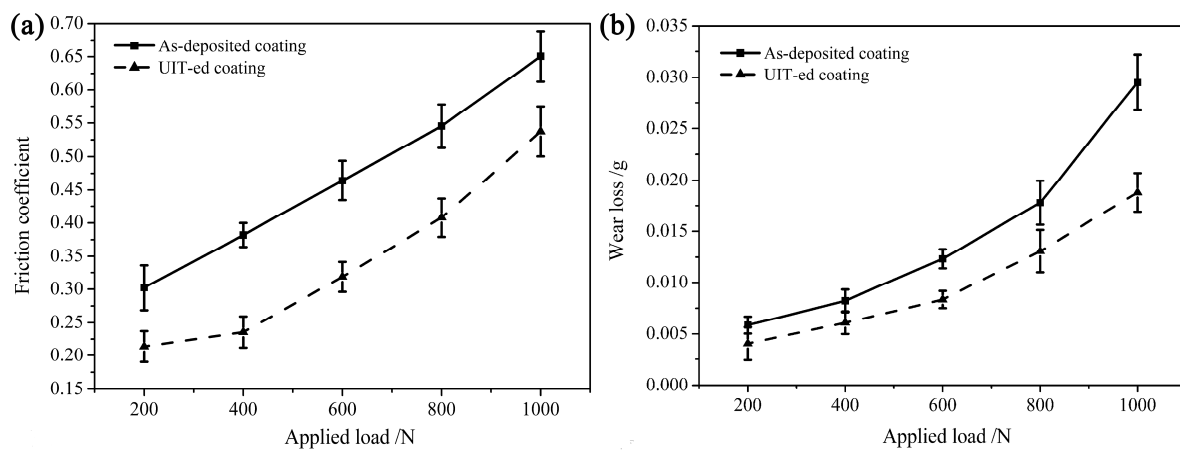 (a)
As-deposited coating
UIT-ed coating
Friction coefficient
0.70
0.65
0.60
0.55
0.50
0.45
0.40
0.35
0.30
0.25
0.20
0.15
200 400 600 800 1000
Applied load /N
(b)
As-deposited coating
UIT-ed coating
Wear loss /g
0.035
0.030
0.025
0.020
0.015
0.010
0.005
0.000
200 400 600 800 1000
Applied load /N